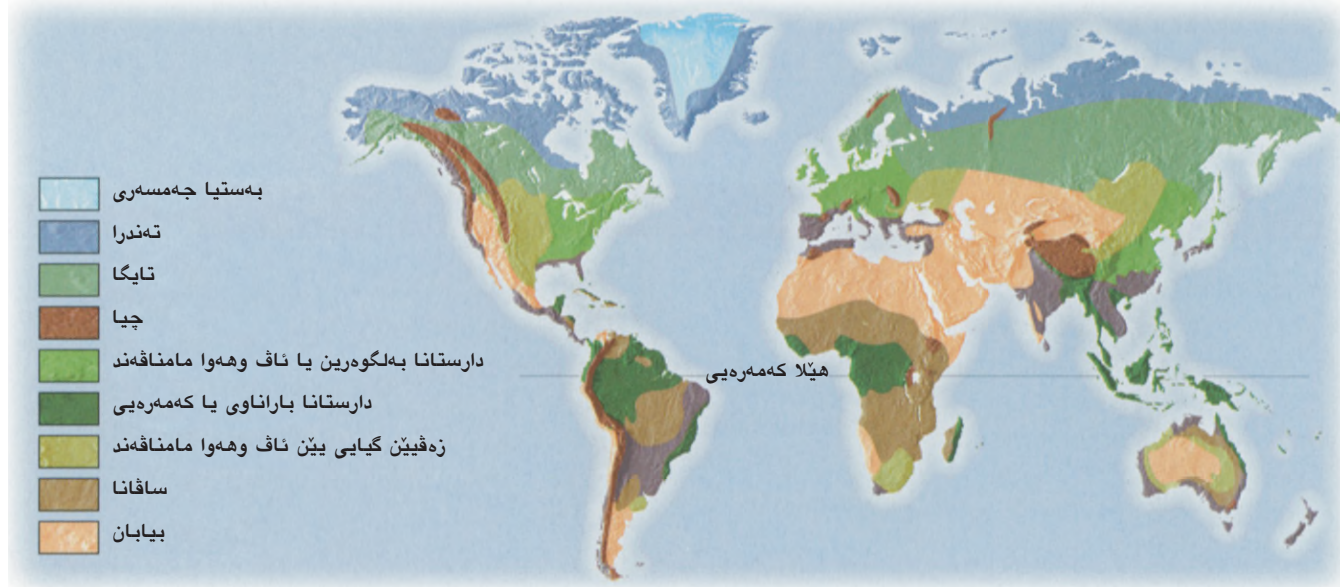 بەستیا جەمسەری
تەندرا
تایگا
چیا
دارستانا بەلگوەرین یا ئاڤ وهەوا مامناڤەند
دارستانا باراناوی یا کەمەرەیی
زەڤیێن گیایی یێن ئاڤ وهەوا مامناڤەند
ساڤانا
بیابان
هێلا کەمەرەیی